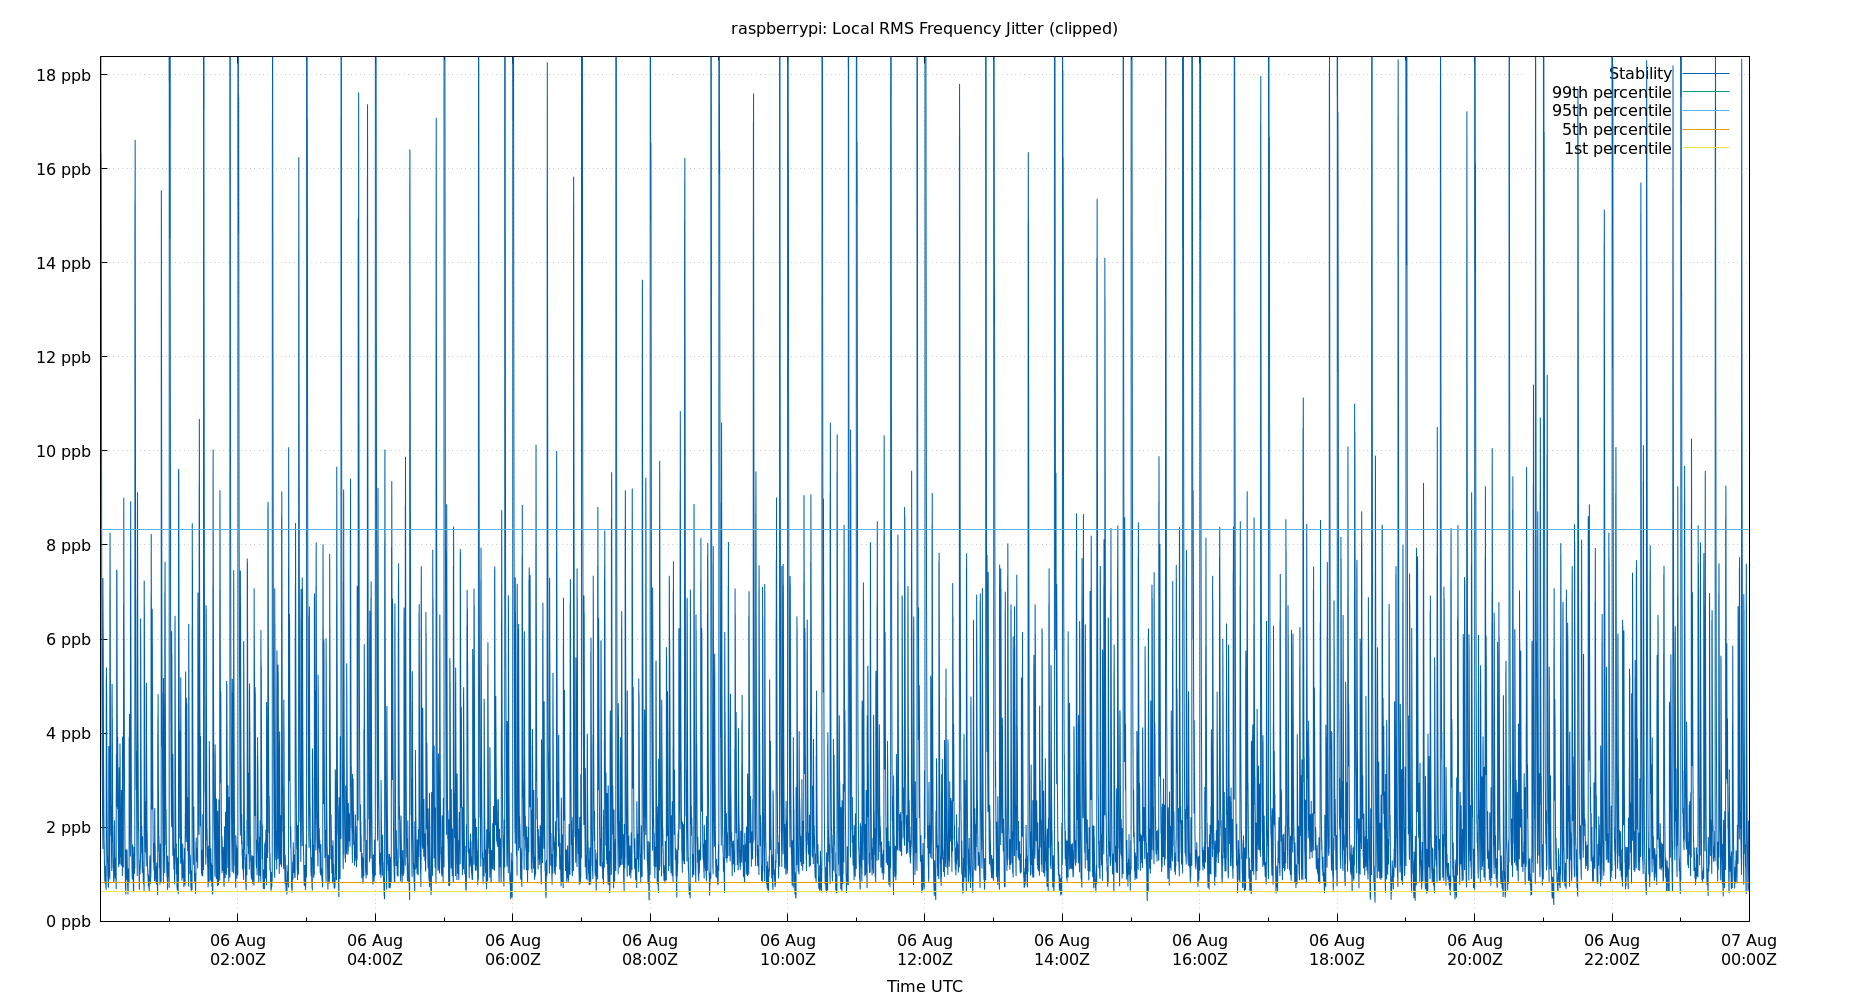 raspberrypi: Local RMS Frequency Jitter (clipped)
18 ppb
16 ppb
14 ppb
12 ppb
10 ppb
8 ppb
6 ppb
4 ppb
2 ppb
0 ppb
Stability
99th percentile
95th percentile
5th percentile
1st percentile
06 Aug 06 Aug 06 Aug 06 Aug 06 Aug 06 Aug 06 Aug 06 Aug 06 Aug 06 Aug 06 Aug 07 Aug
02:00Z 04:00Z 06:00Z 08:00Z 10:00Z 12:00Z 14:00Z 16:00Z 18:00Z 20:00Z 22:00Z 00:00Z
Time UTC